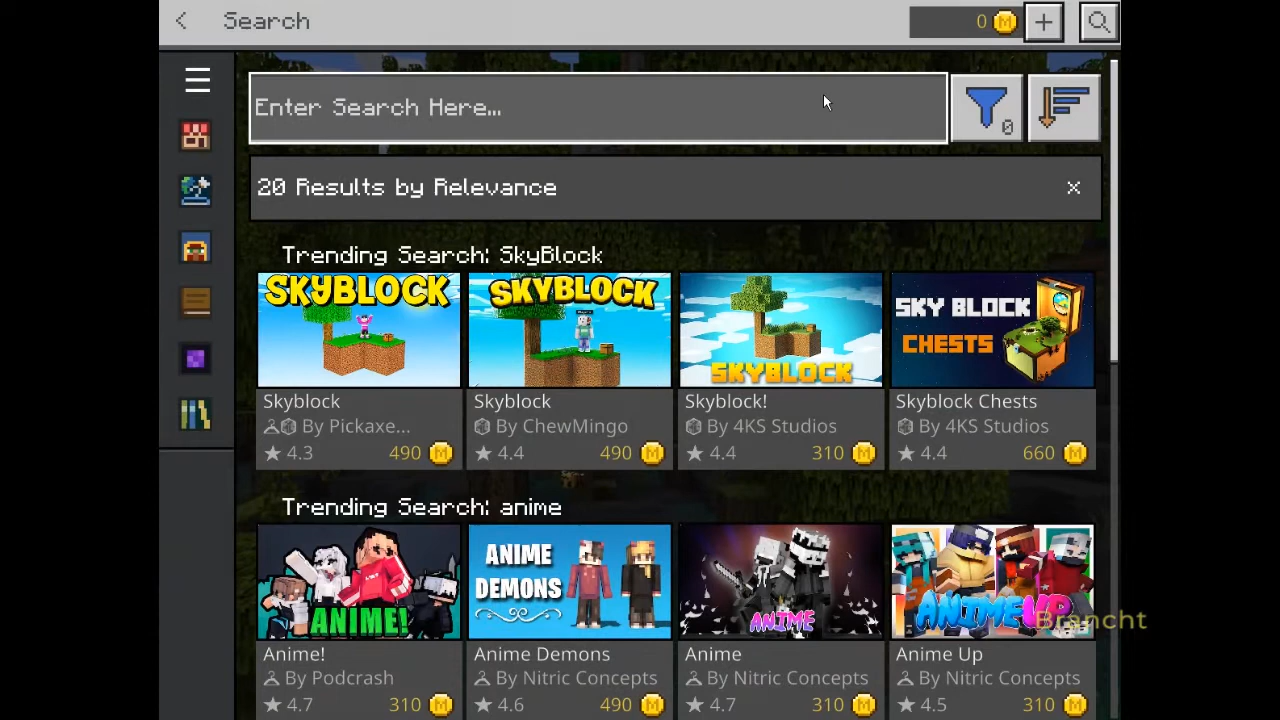 Search
0
Enter Search Here...
0
20 Results by Relevance
Trending Search: SkyBlock
SKYBLOCK
SKYBLOCK
SKYBLOCK
SKY BLOCK
CHESTS
Skyblock
Skyblock
Skyblock!
Skyblock Chests
By Pickaxe...
By ChewMingo
By 4KS Studios
By 4KS Studios
4.3
490
4.4
490
4.4
310
4.4
660
Trending Search: anime
ANIME!
ANIME
DEMONS
ANIME
ANIME UP
Anime!
Anime Demons
Anime
Anime Up
By Podcrash
By Nitric Concepts
By Nitric Concepts
By Nitric Concepts
4.7
310
4.6
490
4.7
310
4.5
310
Brancht